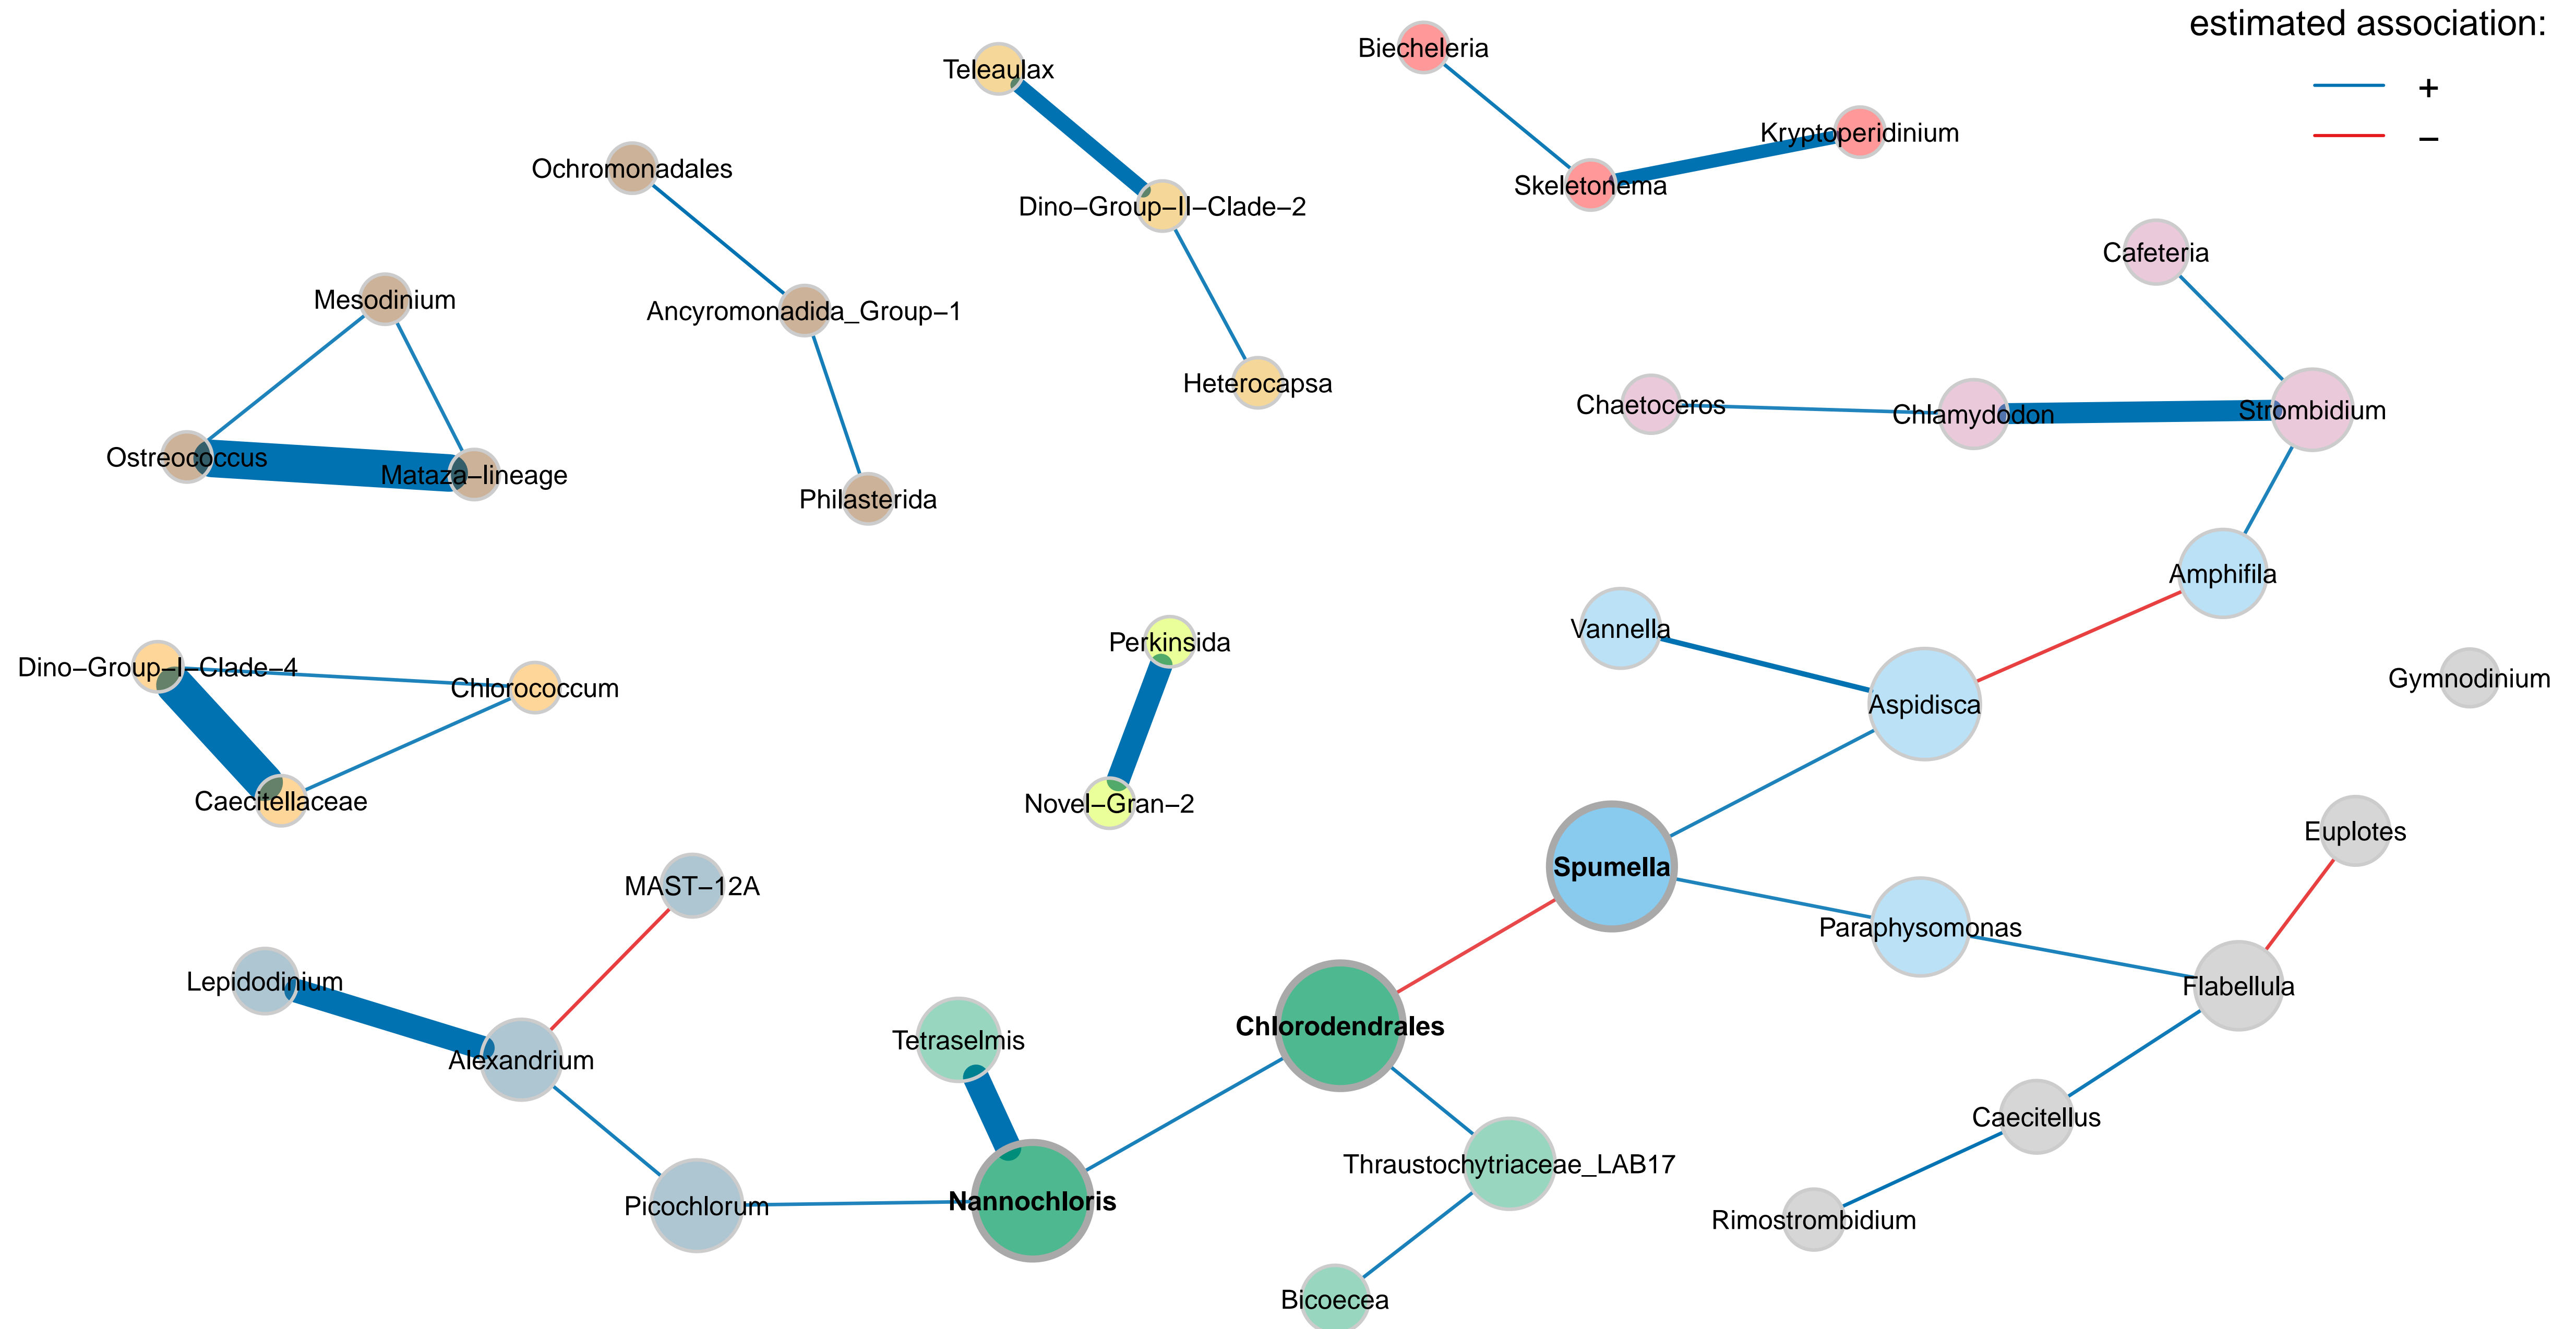 estimated association:
+
−
Biecheleria
Teleaulax
Kryptoperidinium
Ochromonadales
Skeletonema
Dino−Group−II−Clade−2
Cafeteria
Mesodinium
Ancyromonadida_Group−1
Heterocapsa
Chaetoceros
Chlamydodon
Strombidium
Ostreococcus
Mataza−lineage
Philasterida
Amphifila
Vannella
Perkinsida
Dino−Group−I−Clade−4
Gymnodinium
Chlorococcum
Aspidisca
Caecitellaceae
Novel−Gran−2
Euplotes
Spumella
MAST−12A
Paraphysomonas
Lepidodinium
Flabellula
Chlorodendrales
Tetraselmis
Alexandrium
Caecitellus
Thraustochytriaceae_LAB17
Nannochloris
Picochlorum
Rimostrombidium
Bicoecea